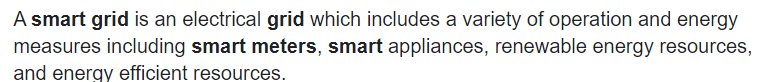 A smart grid is an electrical grid which includes a variety of operation and energy
measures including smart meters, smart appliances, renewable energy resources,
and energy efficient resources.